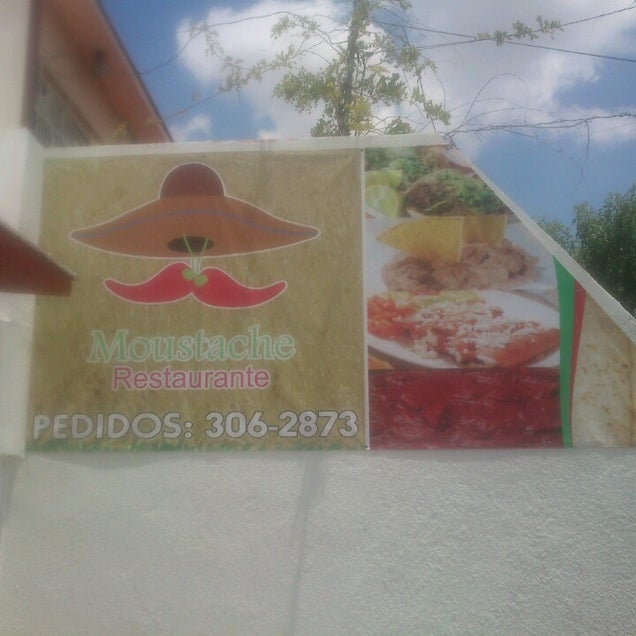 Moustache
Restaurante
PEDIDOS: 306-2873